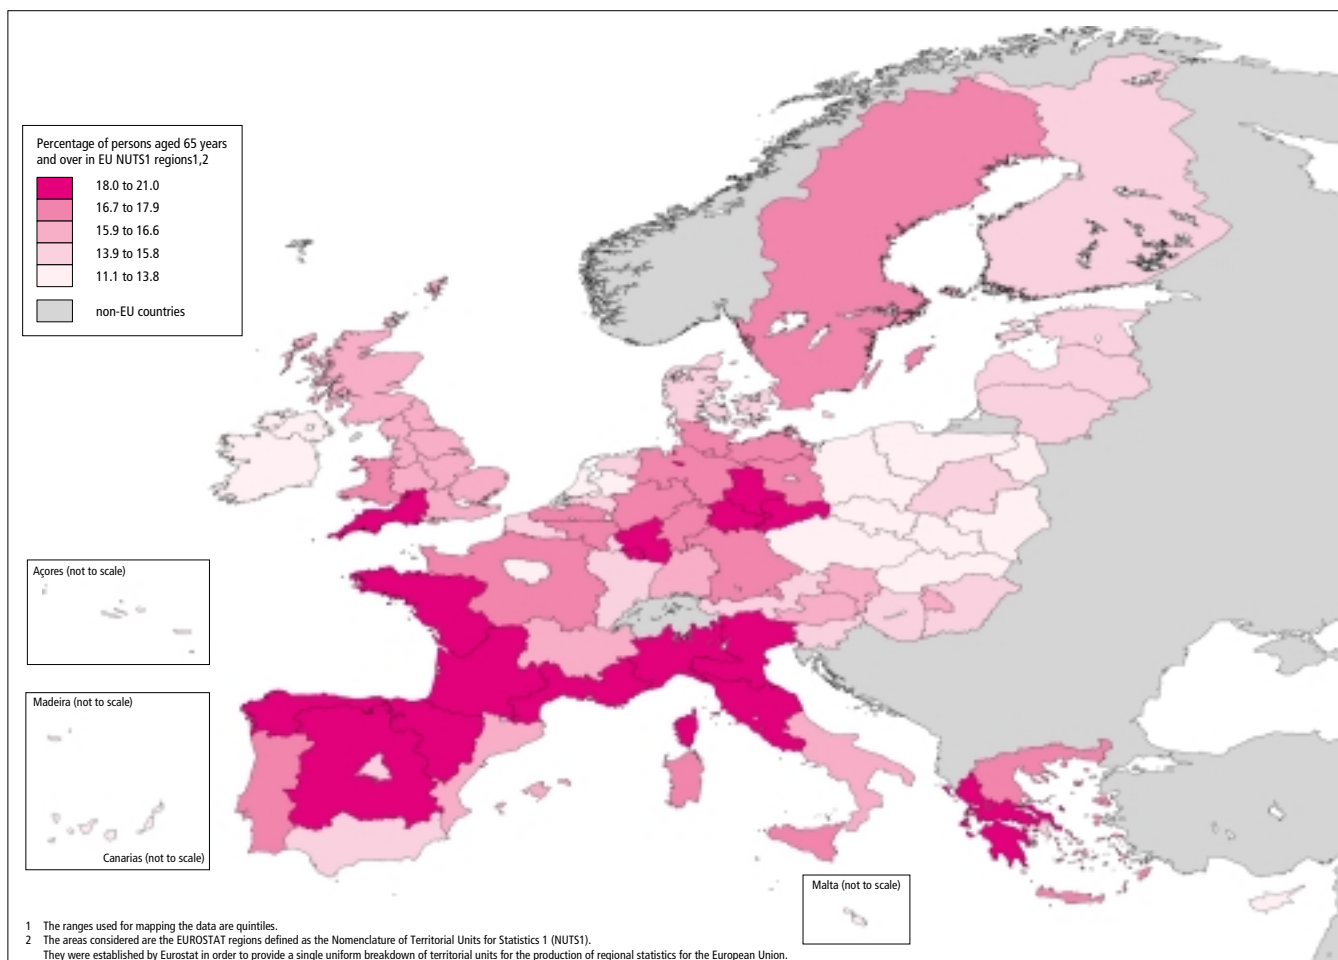 Percentage of persons aged 65 years
and over in EU NUTS1 regions1,2
18.0 to 21.0
16.7 to 17.9
15.9 to 16.6
13.9 to 15.8
11.1 to 13.8
non-EU countries
Açores (not to scale)
Madeira (not to scale)
Canarias (not to scale)
Malta (not to scale)
1 The ranges used for mapping the data are quintiles.
2 The areas considered are the EUROSTAT regions defined as the Nomenclature of Territorial Units for Statistics 1 (NUTS1).
They were established by Eurostat in order to provide a single uniform breakdown of territorial units for the production of regional statistics for the European Union.